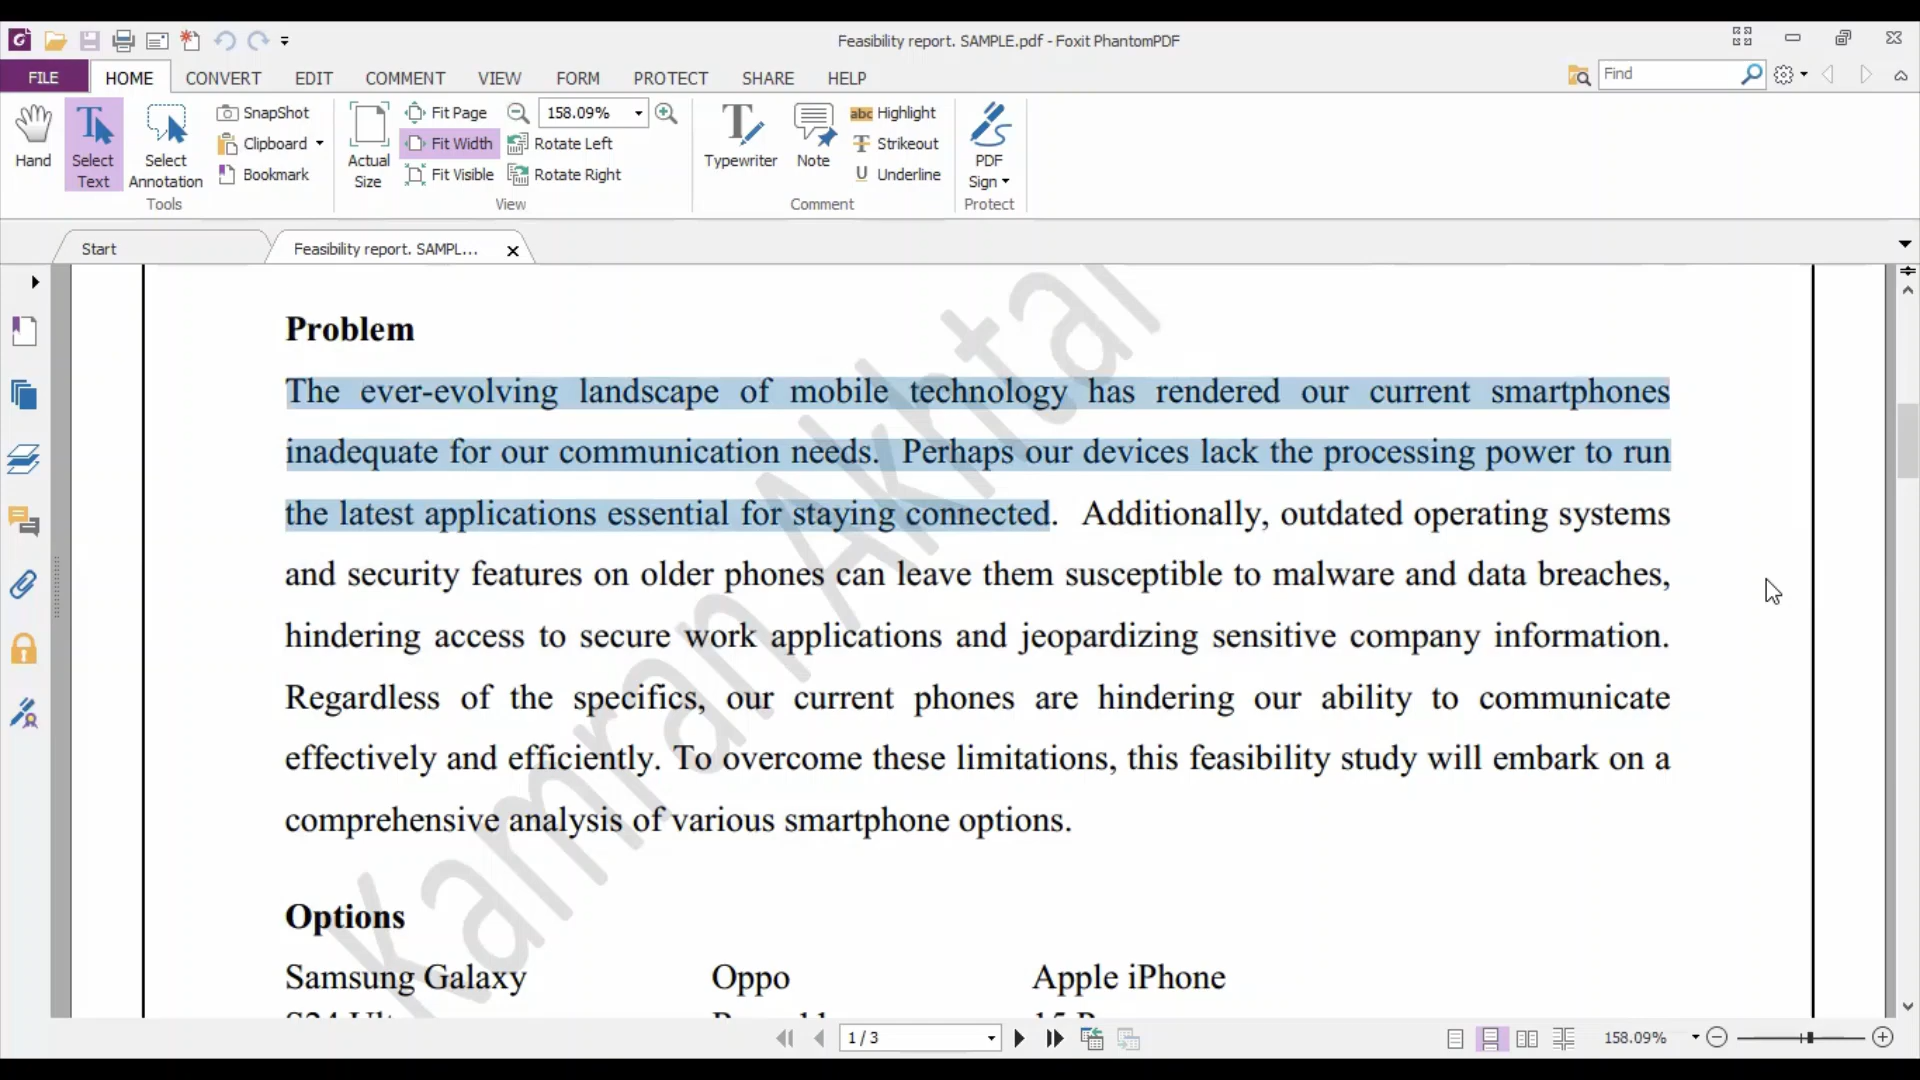 Feasibility report. SAMPLE.pdf - Foxit PhantomPDF
FILE HOME CONVERT EDIT COMMENT VIEW FORM PROTECT SHARE HELP Find
Hand
Select Text
Select Annotation
SnapShot
Clipboard
Bookmark
Tools
Actual Size
Fit Page
Fit Width
Fit Visible
158.09%
Rotate Left
Rotate Right
View
Typewriter
Note
abc Highlight
Strikeout
U Underline
Comment
PDF Sign
Protect
Start
Feasibility report. SAMPL...
Problem
The ever-evolving landscape of mobile technology has rendered our current smartphones
inadequate for our communication needs. Perhaps our devices lack the processing power to run
the latest applications essential for staying connected. Additionally, outdated operating systems
and security features on older phones can leave them susceptible to malware and data breaches,
hindering access to secure work applications and jeopardizing sensitive company information.
Regardless of the specifics, our current phones are hindering our ability to communicate
effectively and efficiently. To overcome these limitations, this feasibility study will embark on a
comprehensive analysis of various smartphone options.
Kamran Akhtar
Options
Samsung Galaxy Oppo Apple iPhone
1 / 3
158.09%